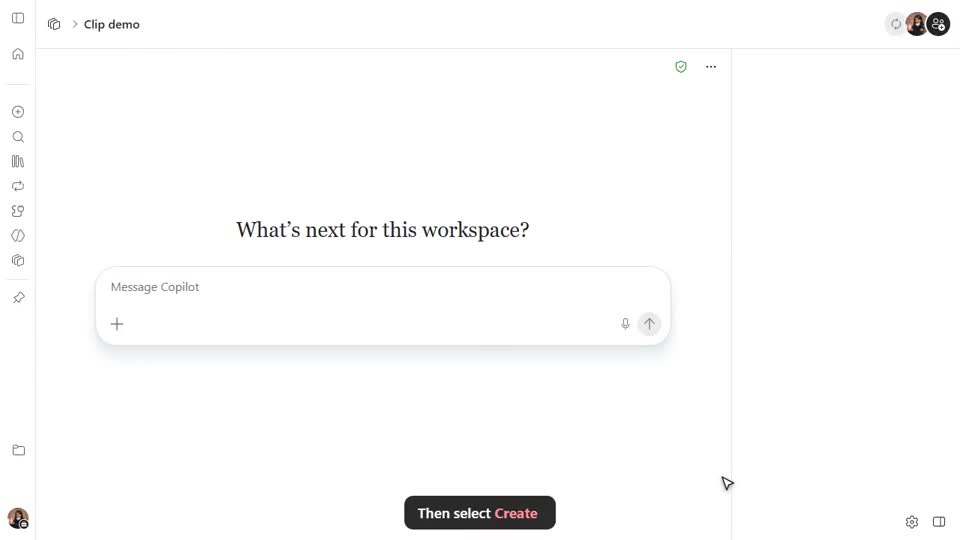 Clip demo
What’s next for this workspace?
Message Copilot
Then select Create